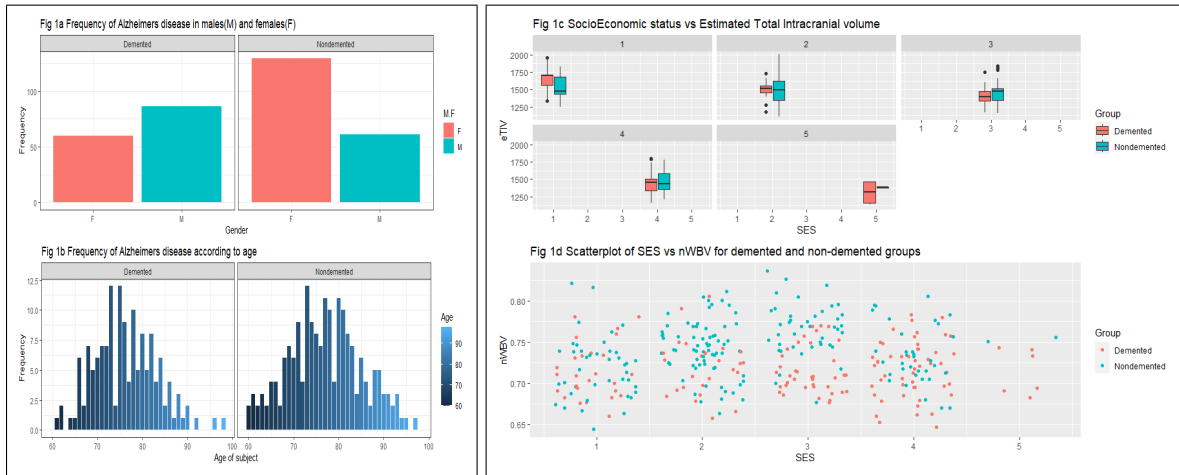 Fig 1a Frequency of Alzheimers disease in males(M) and females(F)
Demented
Nondemented
Frequency
100
50
0
F
M
F
M
Gender
M.F
F
M
Fig 1b Frequency of Alzheimers disease according to age
Demented
Nondemented
Frequency
12.5
10.0
7.5
5.0
2.5
0.0
60
70
80
90
100
60
70
80
90
100
Age of subject
Age
90
80
70
60
Fig 1c SocioEconomic status vs Estimated Total Intracranial volume
1
2
3
2000
1750
1500
1250
eTIV
4
5
1
2
3
4
5
2000
1750
1500
1250
1
2
3
4
5
1
2
3
4
5
SES
Group
Demented
Nondemented
Fig 1d Scatterplot of SES vs nWBV for demented and non-demented groups
nWBV
0.80
0.75
0.70
0.65
1
2
3
4
5
SES
Group
Demented
Nondemented